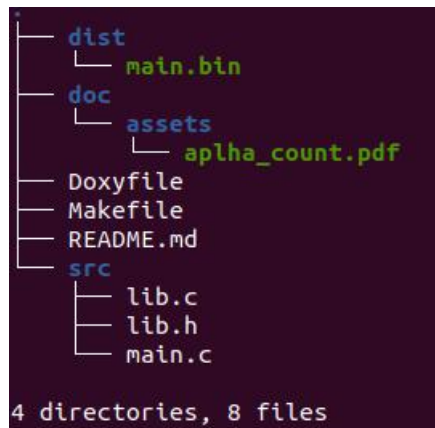 .
├── dist
│   └── main.bin
├── doc
│   └── assets
│       └── aplha_count.pdf
├── Doxyfile
├── Makefile
├── README.md
└── src
    ├── lib.c
    ├── lib.h
    └── main.c
4 directories, 8 files